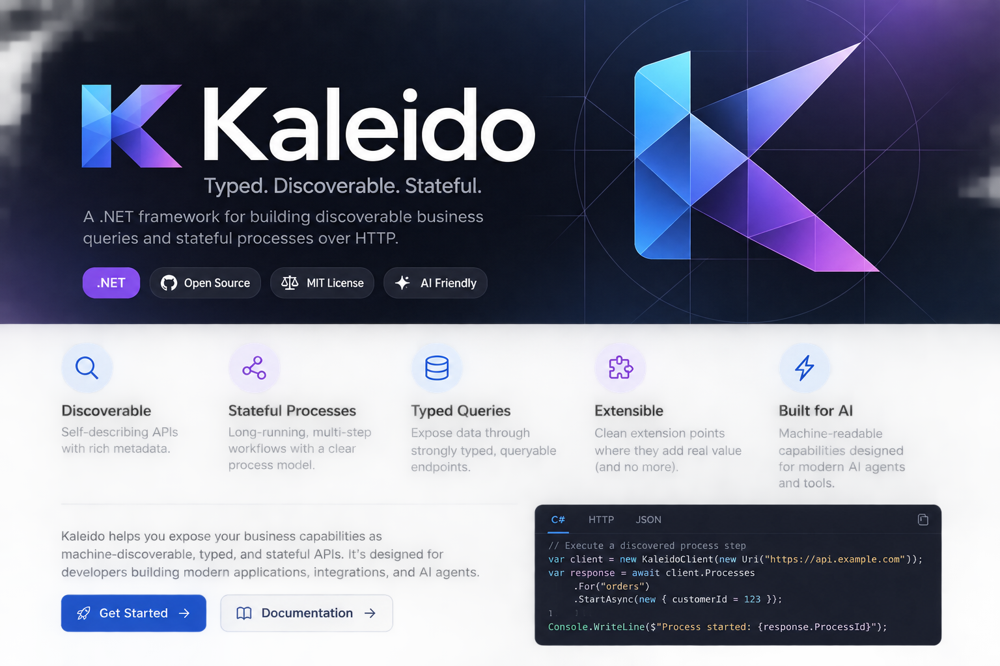 Kaleido
Typed. Discoverable. Stateful.
A .NET framework for building discoverable business
queries and stateful processes over HTTP.
.NET
Open Source
MIT License
AI Friendly
Discoverable
Self-describing APIs
with rich metadata.
Stateful Processes
Long-running, multi-step
workflows with a clear
process model.
Typed Queries
Expose data through
strongly typed, queryable
endpoints.
Extensible
Clean extension points
where they add real value
(and no more).
Built for AI
Machine-readable
capabilities designed
for modern AI agents
and tools.
Kaleido helps you expose your business capabilities as
machine-discoverable, typed, and stateful APIs. It's designed for
developers building modern applications, integrations, and AI agents.
Get Started →
Documentation →
C# HTTP JSON
// Execute a discovered process step
var client = new KaleidoClient(new Uri("https://api.example.com"));
var response = await client.Processes
.For("orders")
.StartAsync(new { customerId = 123 });
Console.WriteLine($"Process started: {response.ProcessId}");